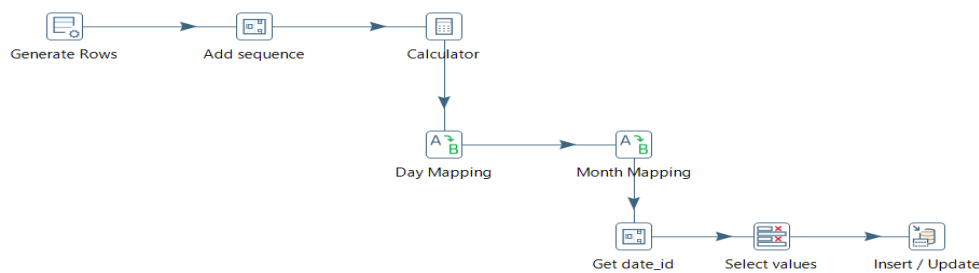 Generate Rows
Add sequence
Calculator
A B
Day Mapping
A B
Month Mapping
Get date_id
Select values
Insert / Update